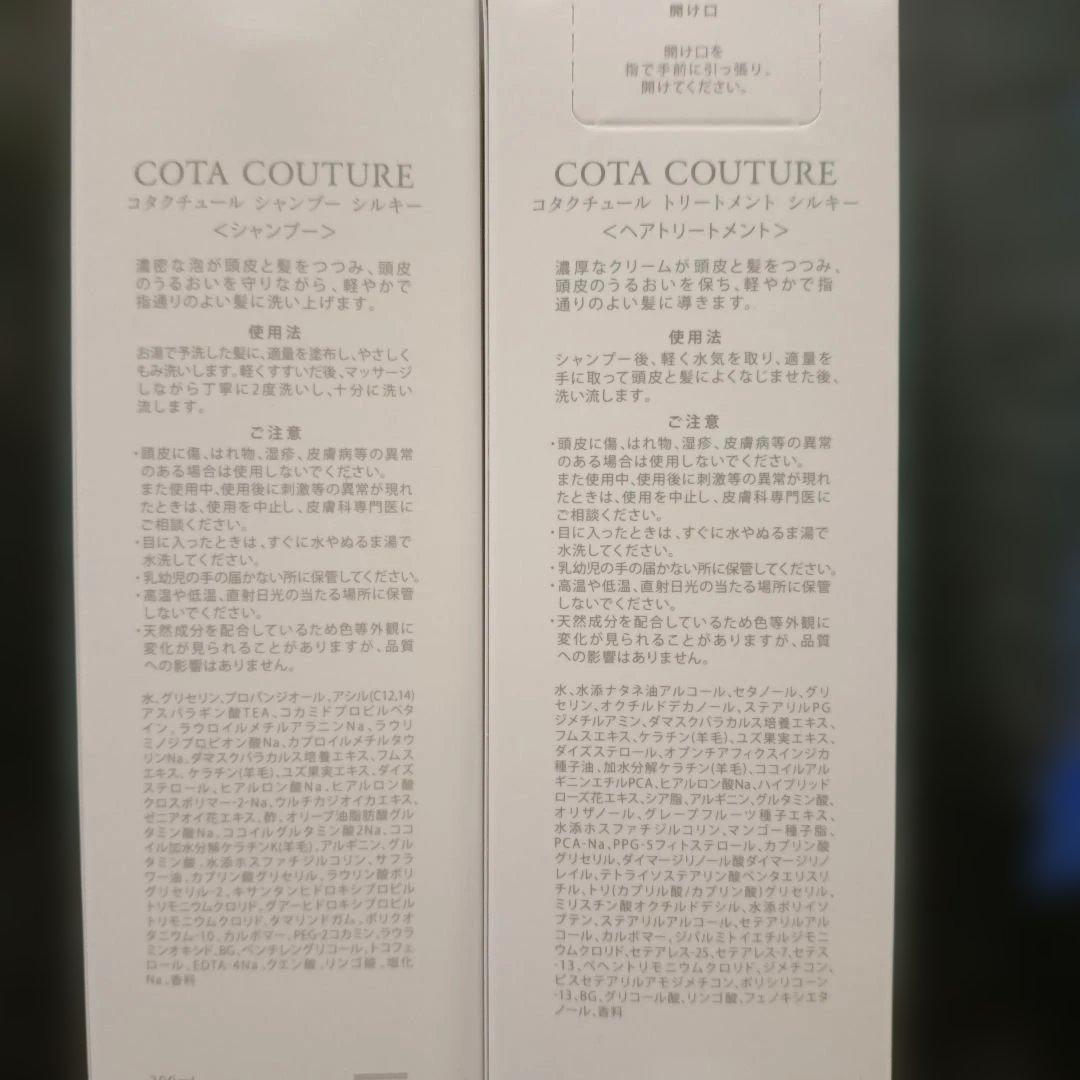 COTA COUTURE
コタクチュール シャンプー シルキー
＜シャンプー＞
濃密な泡が頭皮と髪をつつみ、頭皮
のうるおいを守りながら、軽やかで
指通りのよい髪に洗い上げます。
使用法
お湯で予洗した髪に、適量を塗布し、やさしく
もみ洗いします。軽くすすいだ後、マッサージ
しながら丁寧に2度洗いし、十分に洗い
流します。
ご注意
・頭皮に傷、はれ物、湿疹、皮膚病等の異常
のある場合は使用しないでください。
また使用中、使用後に刺激等の異常が現れ
たときは、使用を中止し、皮膚科専門医に
ご相談ください。
・目に入ったときは、すぐに水やぬるま湯で
水洗してください。
・乳幼児の手の届かない所に保管してください。
・高温や低温、直射日光の当たる場所に保管
しないでください。
・天然成分を配合しているため色等外観に
変化が見られることがありますが、品質
への影響はありません。
水、グリセリン、プロパンジオール、アシル(C12,14)
アスパラギン酸TEA、コカミドプロピルベタ
イン、ラウロイルメチルアラニンNa、ラウリ
ミノジプロピオン酸Na、カプロイルメチルタウ
リンNa、ダマスクバラカルス培養エキス、フムス
エキス、ケラチン(羊毛)、ユズ果実エキス、ダイズ
ステロール、ヒアルロン酸Na、ヒアルロン酸
クロスポリマー-2-Na、ウルチカジオイカエキス、
ゼニアオイ花エキス、酢、オリーブ油脂肪酸グル
タミン酸Na、ココイルグルタミン酸2Na、ココ
イル加水分解ケラチンK(羊毛)、アルギニン、グル
タミン酸、水添ホスファチジルコリン、サフラ
ワー油、カプリン酸グリセリル、ラウリン酸ポリ
グリセリル-2、キサンタンヒドロキシプロピル
トリモニウムクロリド、グアーヒドロキシプロピル
トリモニウムクロリド、タマリンドガム、ポリクオ
タニウム-10、カルボマー、PEG-2コカミン、ラウラ
ミンオキシド、BG、ペンチレングリコール、トコフェ
ロール、EDTA-4Na、クエン酸、リンゴ酸、塩化
Na、香料
開け口
開け口を
指で手前に引っ張り、
開けてください。
COTA COUTURE
コタクチュール トリートメント シルキー
＜ヘアトリートメント＞
濃厚なクリームが頭皮と髪をつつみ、
頭皮のうるおいを保ち、軽やかで指
通りのよい髪に導きます。
使用法
シャンプー後、軽く水気を取り、適量を
手に取って頭皮と髪によくなじませた後、
洗い流します。
ご注意
・頭皮に傷、はれ物、湿疹、皮膚病等の異常
のある場合は使用しないでください。
また使用中、使用後に刺激等の異常が現れ
たときは、使用を中止し、皮膚科専門医に
ご相談ください。
・目に入ったときは、すぐに水やぬるま湯で
水洗してください。
・乳幼児の手の届かない所に保管してください。
・高温や低温、直射日光の当たる場所に保管
しないでください。
・天然成分を配合しているため色等外観に
変化が見られることがありますが、品質
への影響はありません。
水、水添ナタネ油アルコール、セタノール、グリ
セリン、オクチルドデカノール、ステアリルPG
ジメチルアミン、ダマスクバラカルス培養エキス、
フムスエキス、ケラチン(羊毛)、ユズ果実エキス、
ダイズステロール、オプンチアフィクスインジカ
種子油、加水分解ケラチン(羊毛)、ココイルアル
ギニンエチルPCA、ヒアルロン酸Na、ハイブリッド
ローズ花エキス、シア脂、アルギニン、グルタミン酸、
オリザノール、グレープフルーツ種子エキス、
水添ホスファチジルコリン、マンゴー種子脂、
PCA-Na、PPG-5フィトステロール、カプリン酸
グリセリル、ダイマージリノール酸ダイマージリノ
レイル、テトライソステアリン酸ペンタエリスリ
チル、トリ(カプリル酸/カプリン酸)グリセリル、
ミリスチン酸オクチルドデシル、水添ポリイソ
ブテン、ステアリルアルコール、セテアリルアル
コール、カルボマー、ジパルミトイエチルジモニ
ウムクロリド、セテアレス-25、セテアレス-7、セテス
-13、ベヘントリモニウムクロリド、ジメチコン、
ビスセテアリルアモジメチコン、ポリシリコーン
-13、BG、グリコール酸、リンゴ酸、フェノキシエタ
ノール、香料